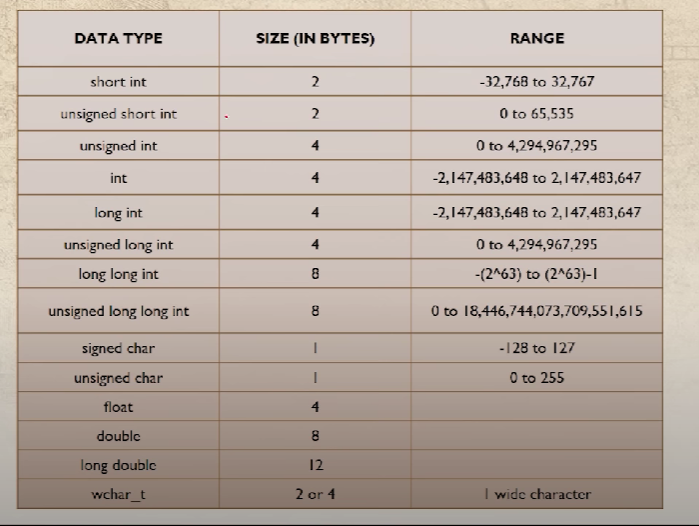 DATA TYPE SIZE (IN BYTES) RANGE
short int 2 -32,768 to 32,767
unsigned short int 2 0 to 65,535
unsigned int 4 0 to 4,294,967,295
int 4 -2,147,483,648 to 2,147,483,647
long int 4 -2,147,483,648 to 2,147,483,647
unsigned long int 4 0 to 4,294,967,295
long long int 8 -(2^63) to (2^63)-1
unsigned long long int 8 0 to 18,446,744,073,709,551,615
signed char 1 -128 to 127
unsigned char 1 0 to 255
float 4
double 8
long double 12
wchar_t 2 or 4 1 wide character